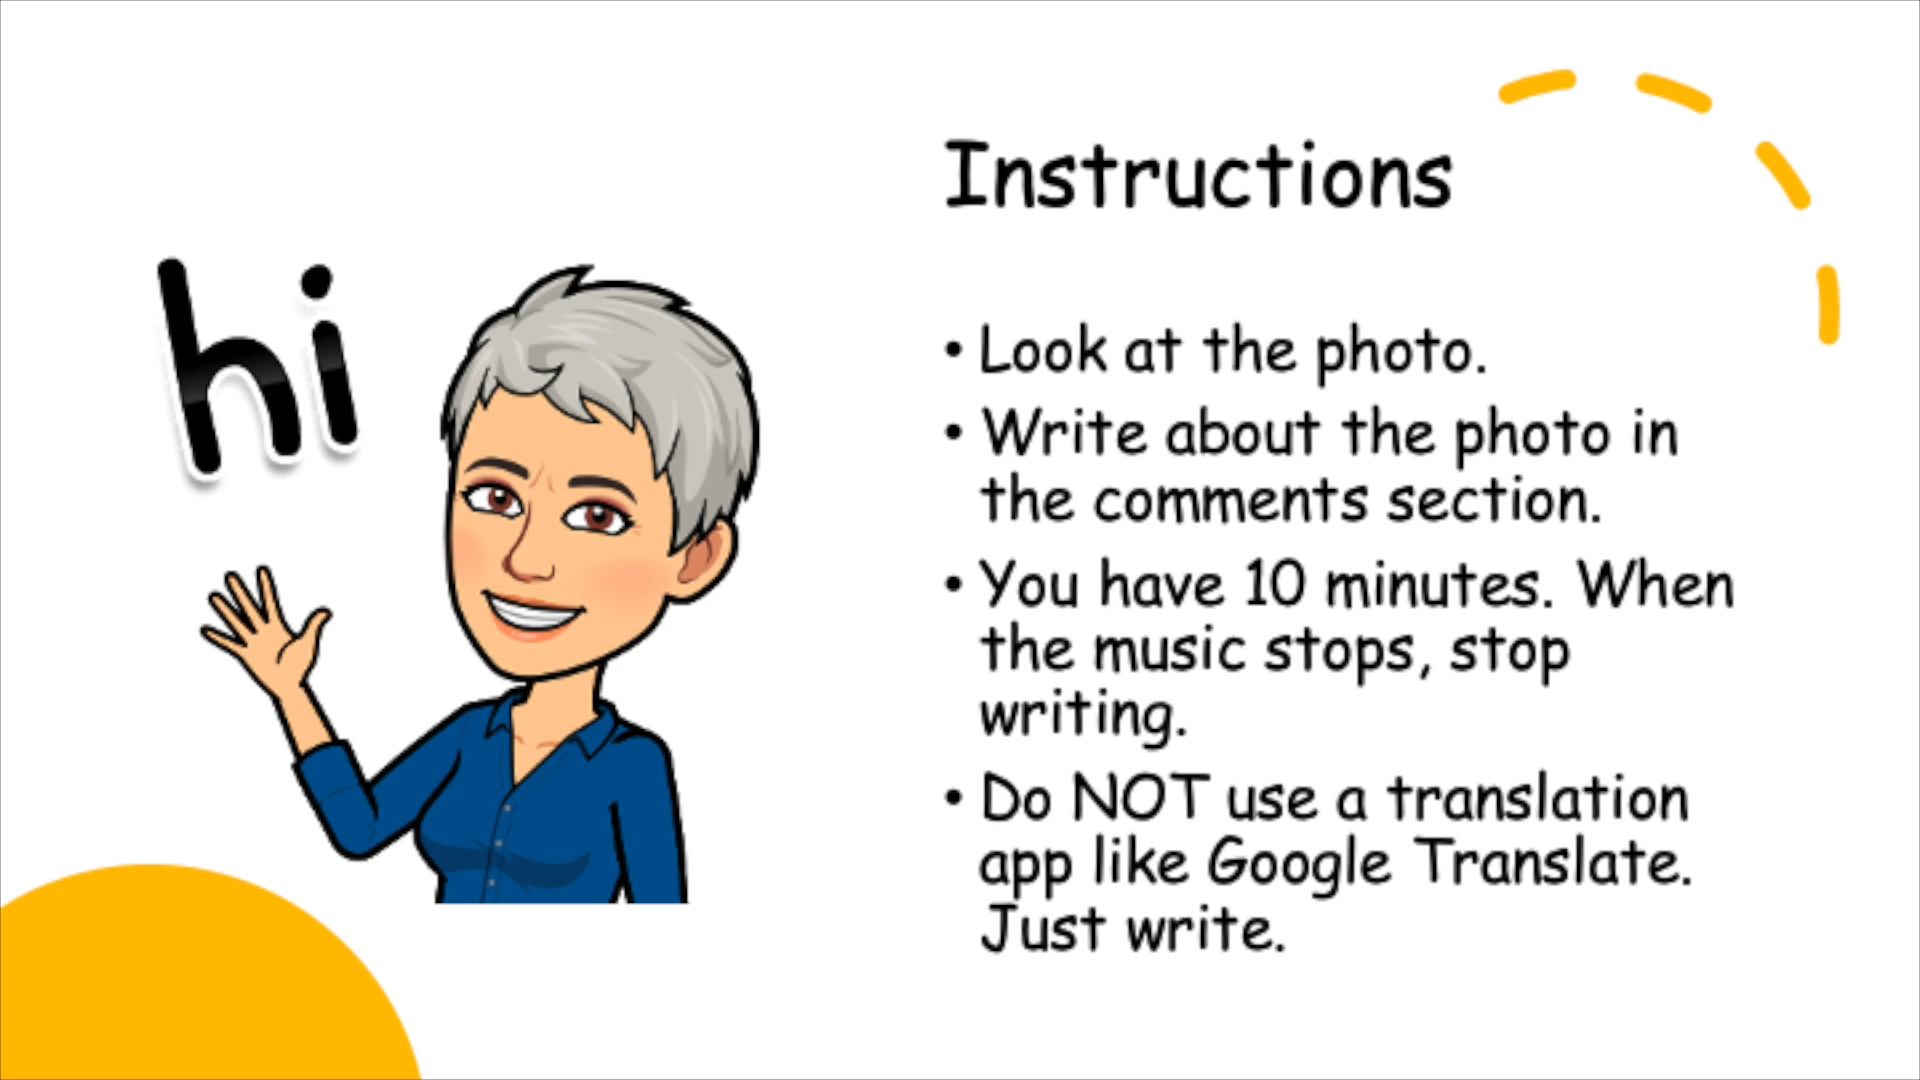 hi
Instructions
• Look at the photo.
• Write about the photo in
the comments section.
• You have 10 minutes. When
the music stops, stop
writing.
• Do NOT use a translation
app like Google Translate.
Just write.